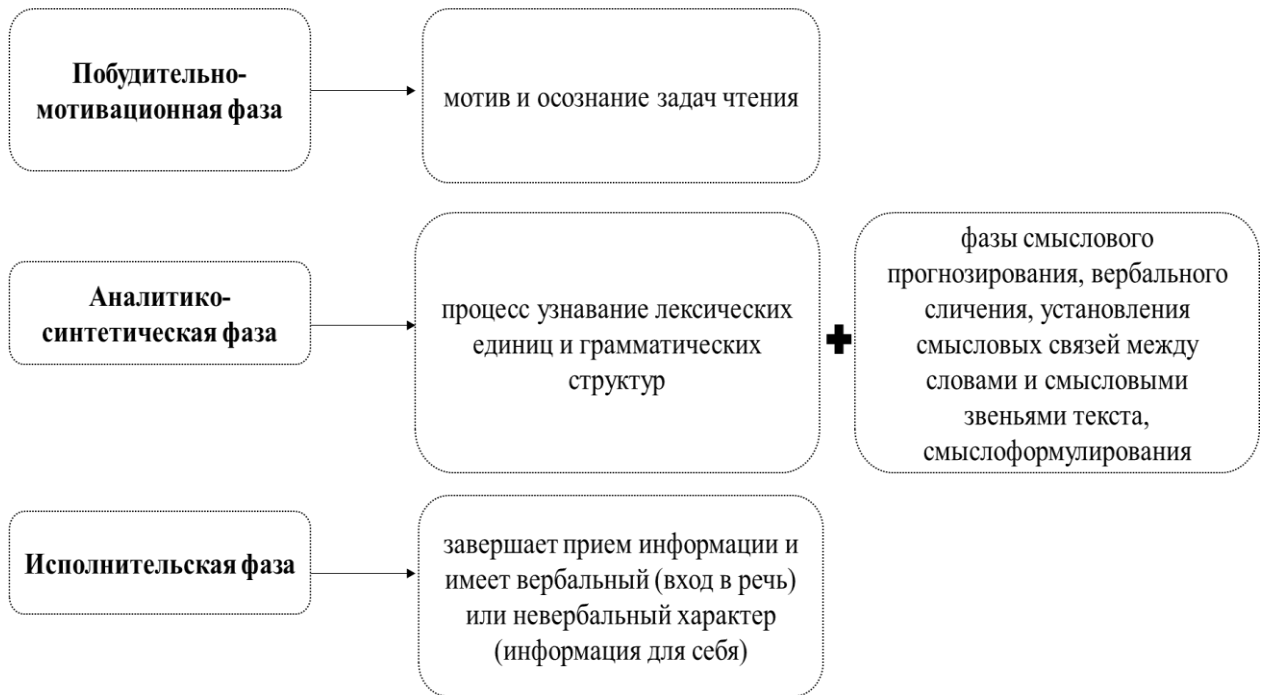 Побудительно-
мотивационная фаза
мотив и осознание задач чтения
Аналитико-
синтетическая фаза
процесс узнавание лексических
единиц и грамматических
структур
фазы смыслового
прогнозирования, вербального
сличения, установления
смысловых связей между
словами и смысловыми
звеньями текста,
смыслоформулирования
Исполнительская фаза
завершает прием информации и
имеет вербальный (вход в речь)
или невербальный характер
(информация для себя)